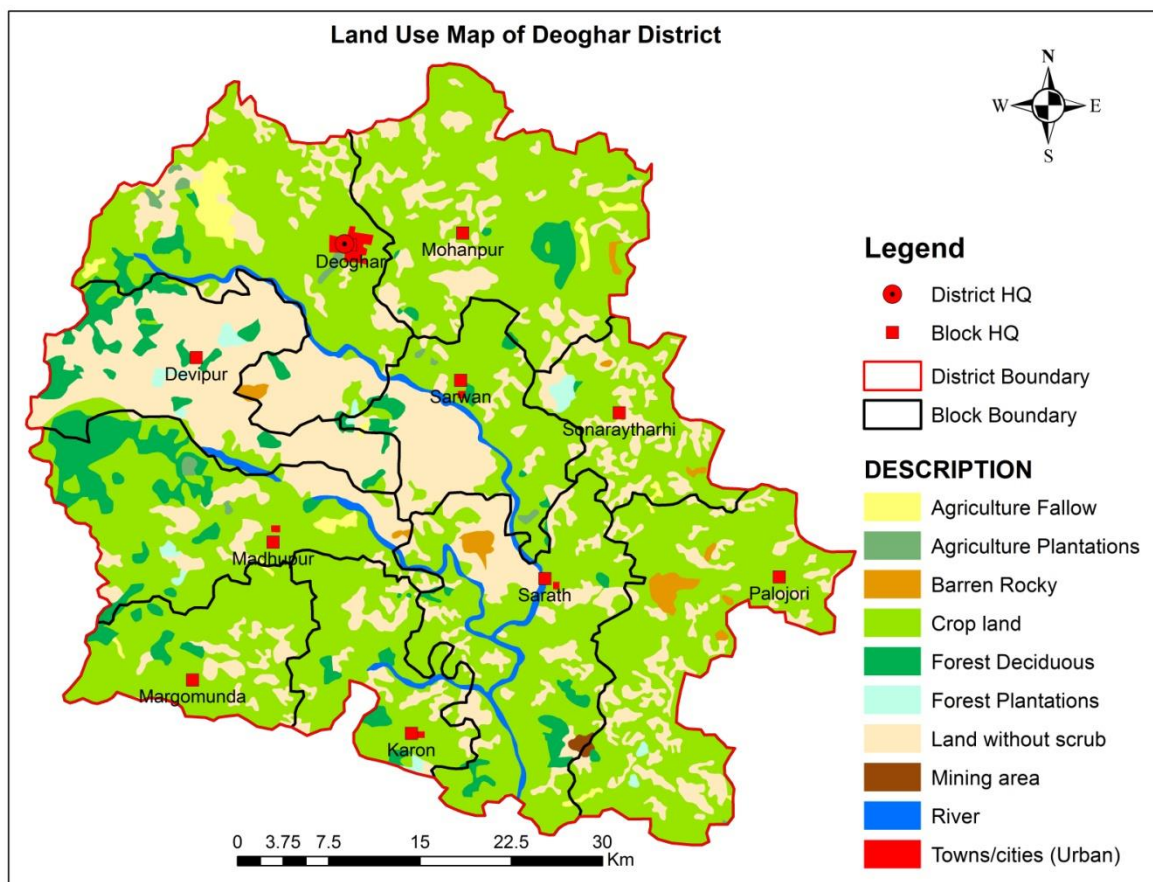 Land Use Map of Deoghar District
N
W E
S
Deoghar
Mohanpur
Devipur
Sarwan
Sonaraytharhi
Madhupur
Sarath
Palojori
Margomunda
Karon
Legend
District HQ
Block HQ
District Boundary
Block Boundary
DESCRIPTION
Agriculture Fallow
Agriculture Plantations
Barren Rocky
Crop land
Forest Deciduous
Forest Plantations
Land without scrub
Mining area
River
Towns/cities (Urban)
0 3.75 7.5 15 22.5 30
Km